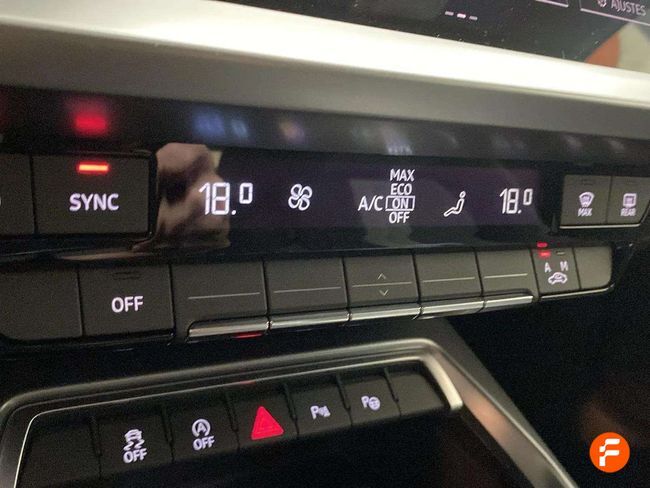 AJUSTES
SYNC
18.0
A/C
MAX
ECO
ON
OFF
18.0
MAX
REAR
OFF
A M
OFF
OFF
P
P